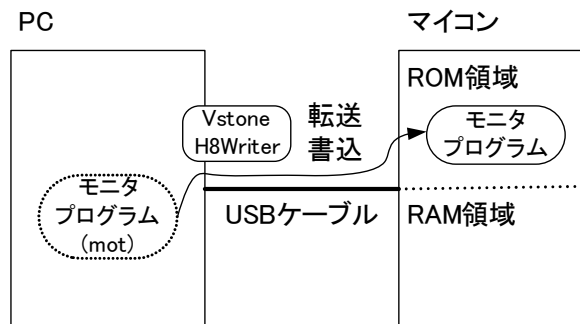 PC
マイコン
ROM領域
Vstone
H8Writer
転送
書込
モニタ
プログラム
モニタ
プログラム
(mot)
USBケーブル
RAM領域